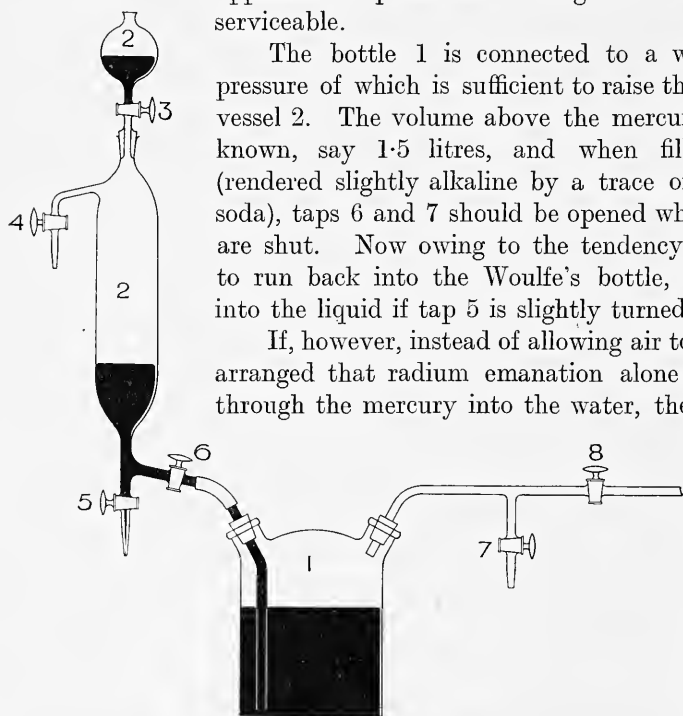 serviceable.
The bottle 1 is connected to a w
pressure of which is sufficient to raise th
vessel 2. The volume above the mercur
known, say 1·5 litres, and when fil
(rendered slightly alkaline by a trace o
soda), taps 6 and 7 should be opened wh
are shut. Now owing to the tendency
to run back into the Woulfe's bottle,
into the liquid if tap 5 is slightly turned
If, however, instead of allowing air to
arranged that radium emanation alone
through the mercury into the water, the
2
3
4
2
6
5
8
1
7